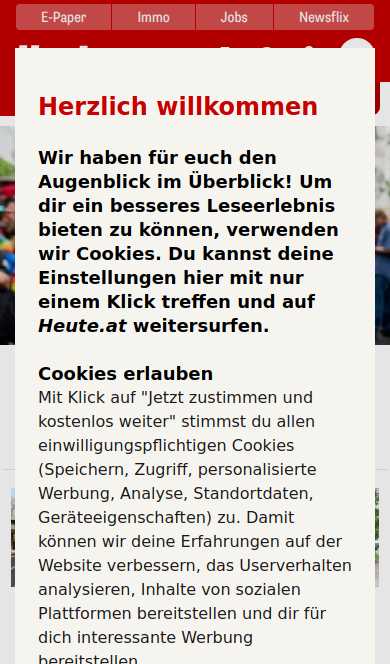 E-Paper Immo Jobs Newsflix
Herzlich willkommen
Wir haben für euch den
Augenblick im Überblick! Um
dir ein besseres Leseerlebnis
bieten zu können, verwenden
wir Cookies. Du kannst deine
Einstellungen hier mit nur
einem Klick treffen und auf
Heute.at weitersurfen.
Cookies erlauben
Mit Klick auf "Jetzt zustimmen und
kostenlos weiter" stimmst du allen
einwilligungspflichtigen Cookies
(Speichern, Zugriff, personalisierte
Werbung, Analyse, Standortdaten,
Geräteeigenschaften) zu. Damit
können wir deine Erfahrungen auf der
Website verbessern, das Userverhalten
analysieren, Inhalte von sozialen
Plattformen bereitstellen und dir für
dich interessante Werbung
bereitstellen